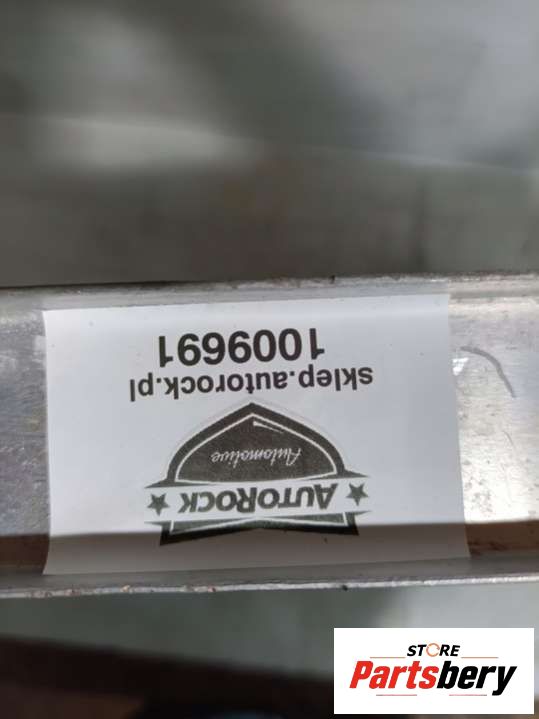 AUTOROCK
Automotive
sklep.autorock.pl
1009691
STORE
Partsbery